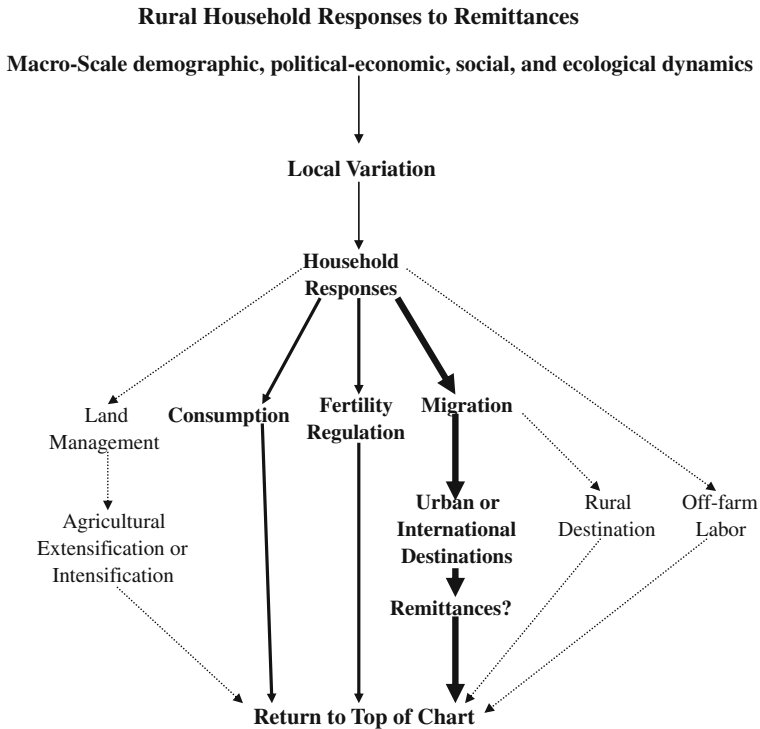 Rural Household Responses to Remittances
Macro-Scale demographic, political-economic, social, and ecological dynamics
Local Variation
Household
Responses
Land
Management
Consumption
Fertility
Regulation
Migration
Agricultural
Extensification or
Intensification
Urban or
International
Destinations
Rural
Destination
Off-farm
Labor
Remittances?
Return to Top of Chart